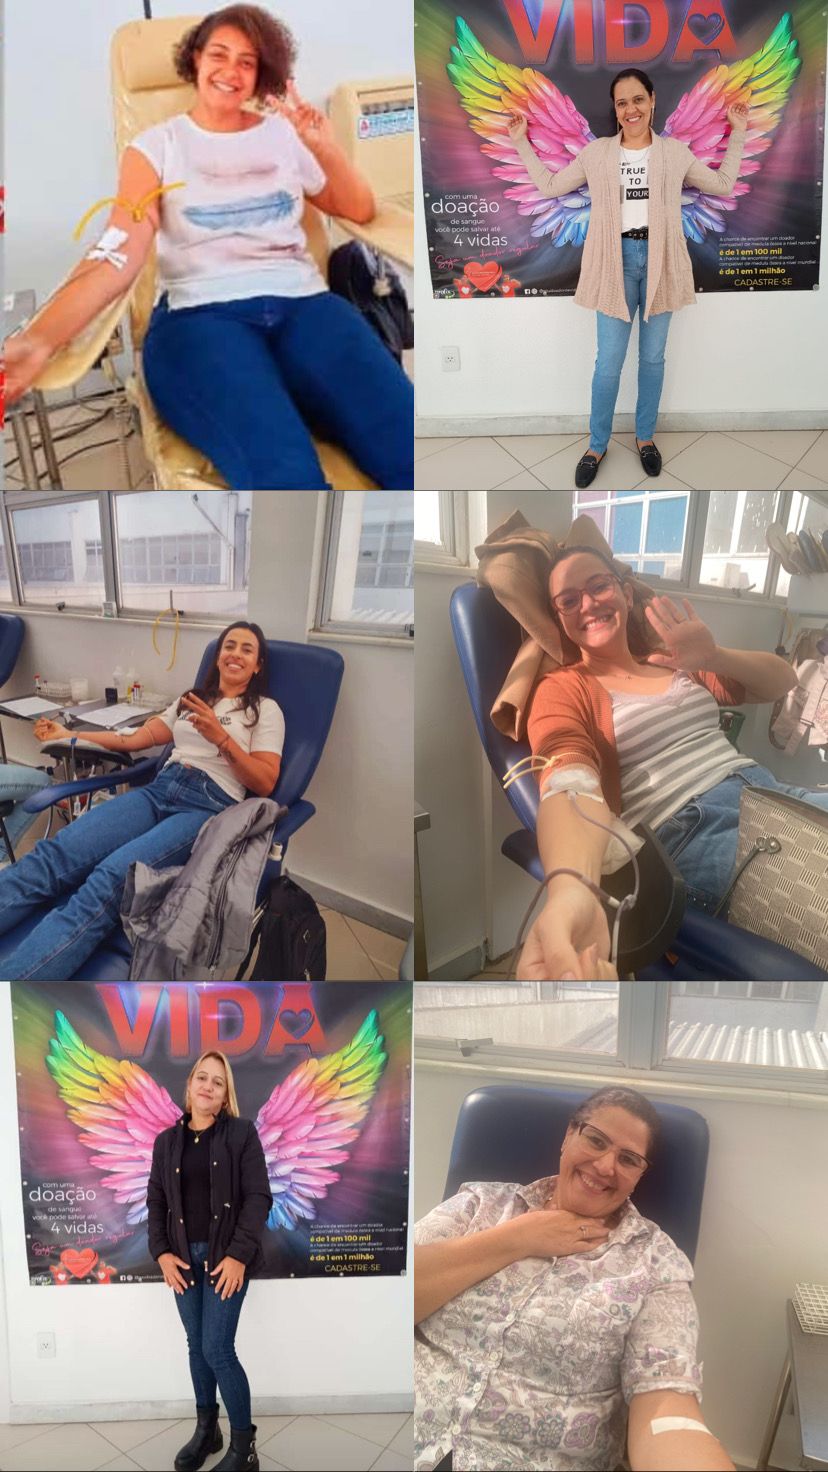 VIDA
TRUE
TO
YOUR
com uma
doação
de sangue
você pode salvar até
4 vidas
Seja um doador regular
A chance de encontrar um doador
compatível de medula óssea a nível nacional
é de 1 em 100 mil
A chance de encontrar um doador
compatível de medula óssea a nível mundial
é de 1 em 1 milhão
CADASTRE-SE
VIDA
com uma
doação
de sangue
você pode salvar até
4 vidas
Seja um doador regular
A chance de encontrar um doador
compatível de medula óssea a nível nacional
é de 1 em 100 mil
A chance de encontrar um doador
compatível de medula óssea a nível mundial
é de 1 em 1 milhão
CADASTRE-SE